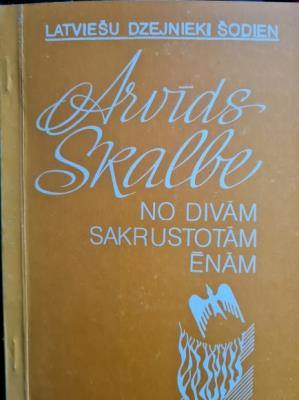 LATVIEŠU DZEJNIEKI ŠODIEN
Arvīds
Skalbe
NO DIVĀM
SAKRUSTOTĀM
ĒNĀM